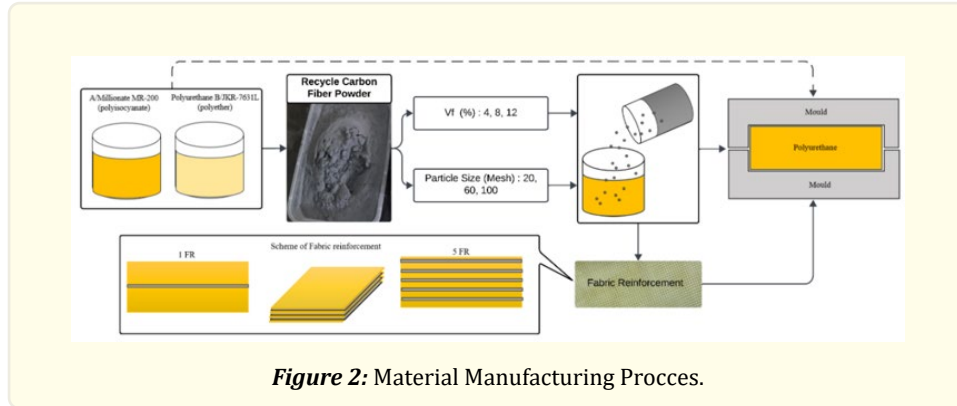 A/Millionate MR-200
(polyisocyanate)
Polyurethane B/JKR-7631L
(polyether)
Recycle Carbon
Fiber Powder
Vf (%) : 4, 8, 12
Particle Size (Mesh) : 20,
60, 100
Mould
Polyurethane
Mould
Scheme of Fabric reinforcement
1 FR
5 FR
Fabric Reinforcement
Figure 2: Material Manufacturing Procces.